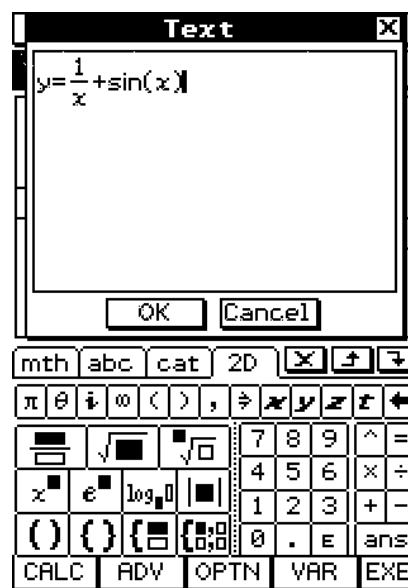 Text
y=1/x+sin(x)
OK Cancel
mth abc cat 2D
π θ i ∞ ( ) , ⇒ x y z t ←
√■ ■√□ 7 8 9 ^ =
x■ e■ log■□ |■| 4 5 6 × ÷
1 2 3 + -
() {} {■ {■ 0 . E ans
CALC ADV OPTN VAR EXE